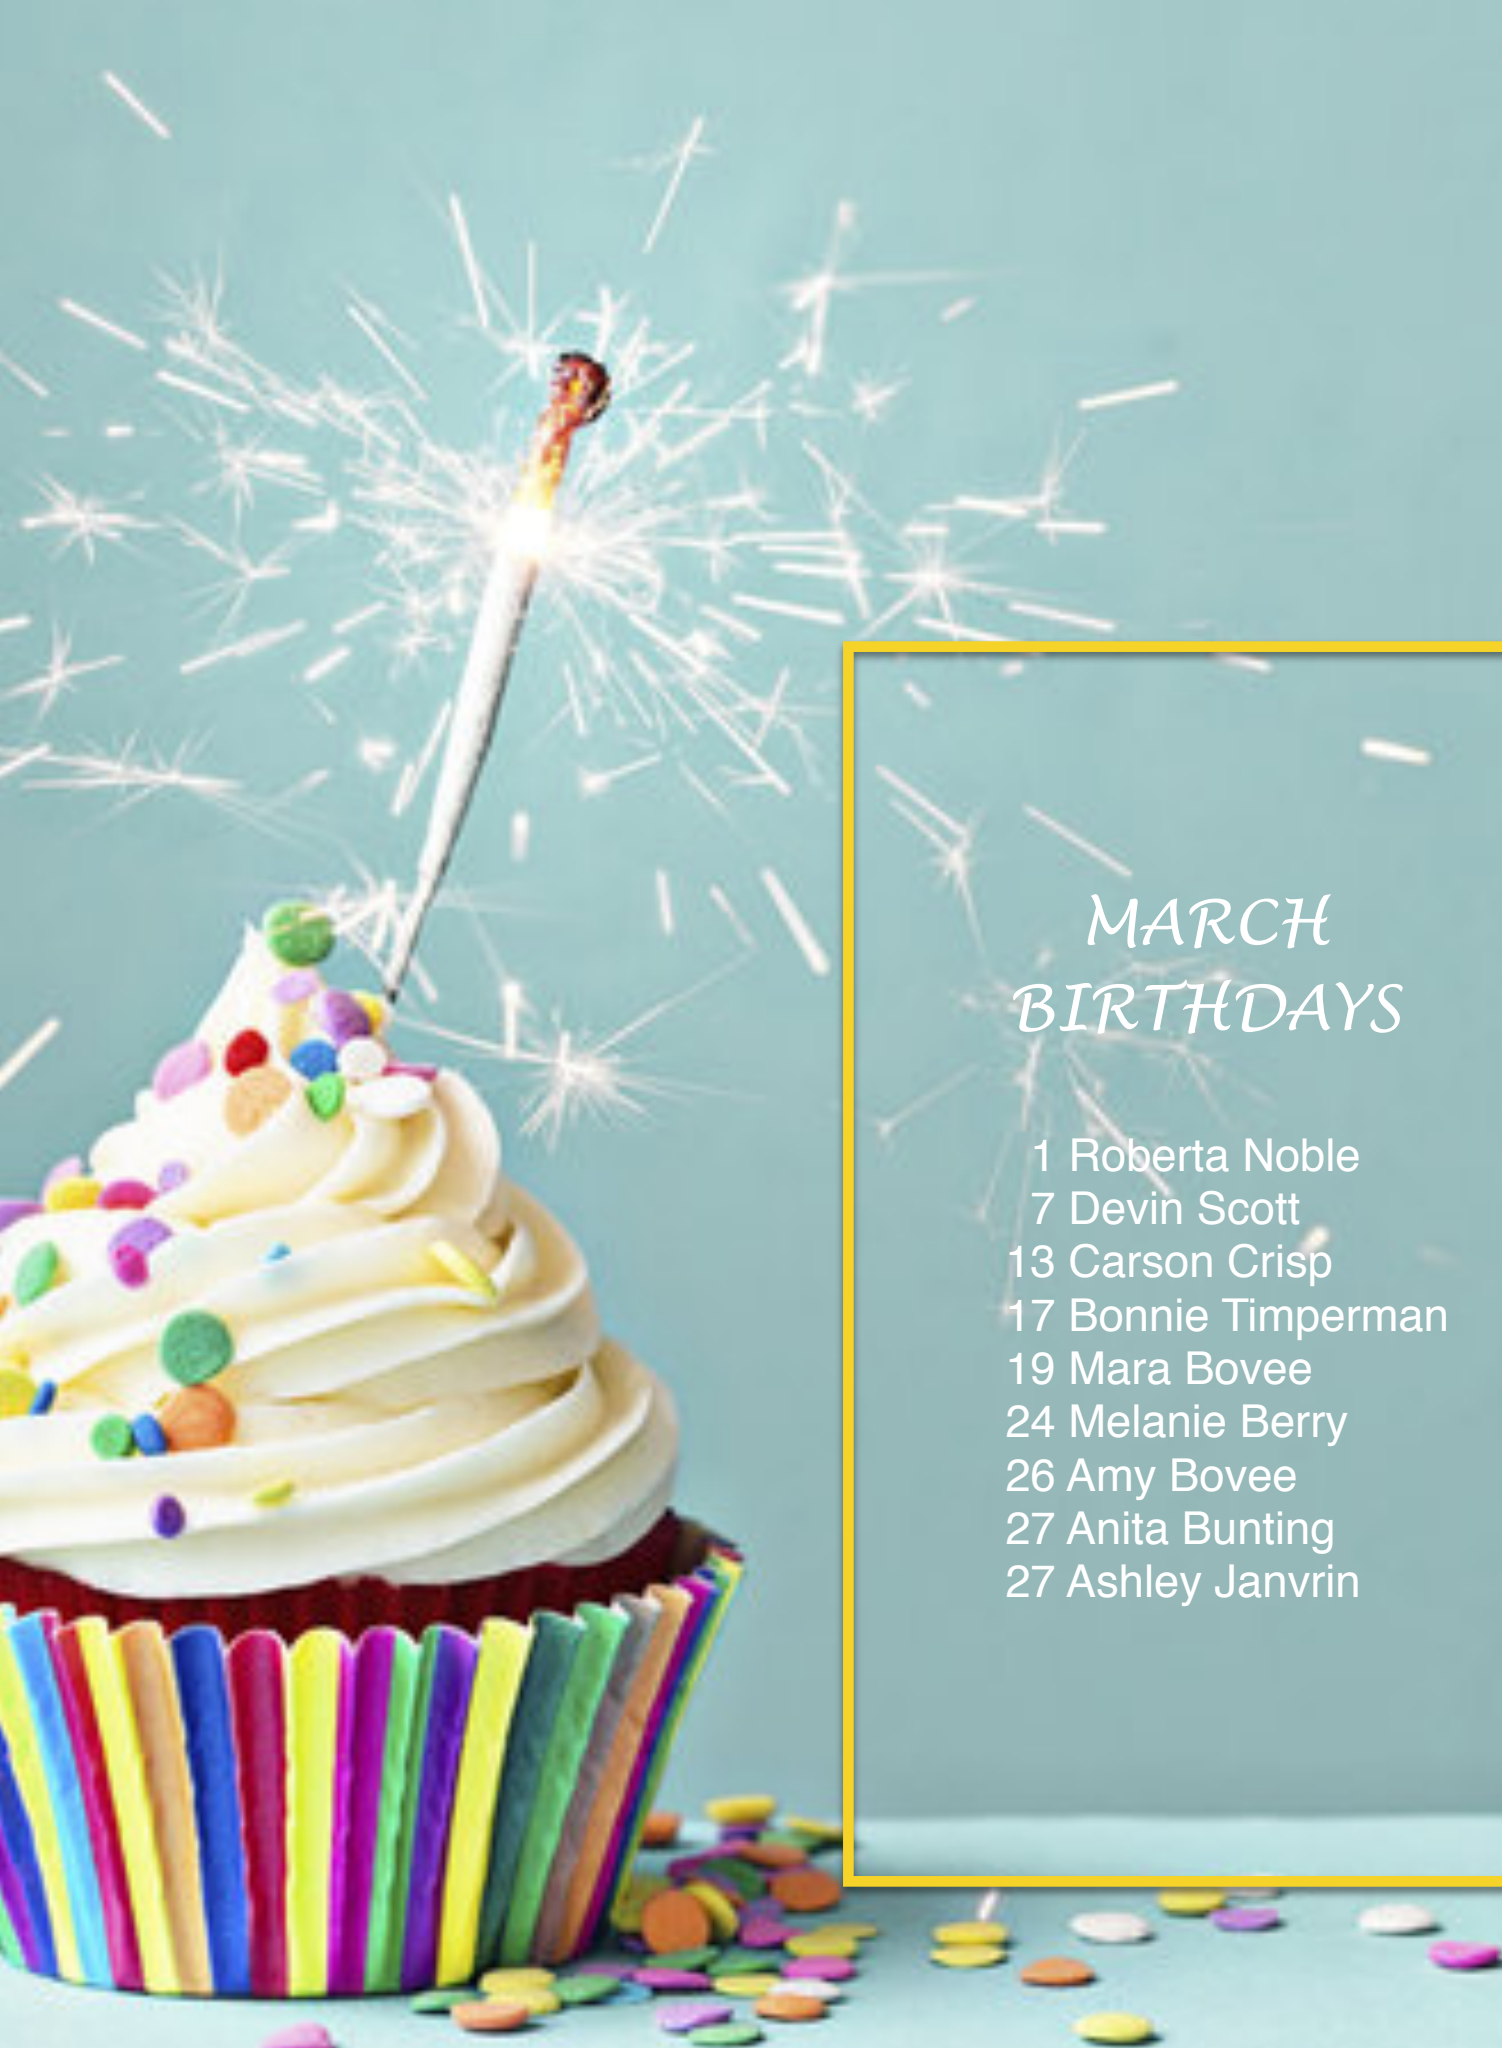 MARCH
BIRTHDAYS
1 Roberta Noble
7 Devin Scott
13 Carson Crisp
17 Bonnie Timperman
19 Mara Bovee
24 Melanie Berry
26 Amy Bovee
27 Anita Bunting
27 Ashley Janvrin